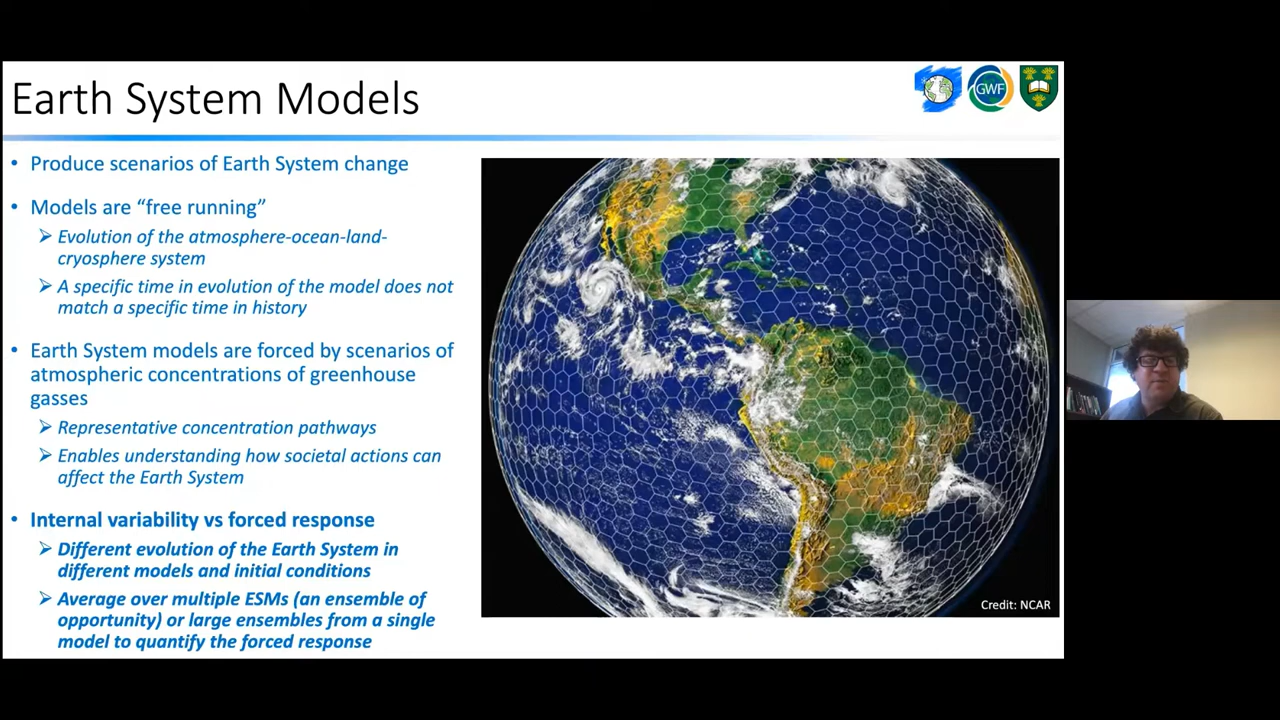 Earth System Models
GWF
• Produce scenarios of Earth System change
• Models are “free running”
➢ Evolution of the atmosphere-ocean-land-
cryosphere system
➢ A specific time in evolution of the model does not
match a specific time in history
• Earth System models are forced by scenarios of
atmospheric concentrations of greenhouse
gasses
➢ Representative concentration pathways
➢ Enables understanding how societal actions can
affect the Earth System
• Internal variability vs forced response
➢ Different evolution of the Earth System in
different models and initial conditions
➢ Average over multiple ESMs (an ensemble of
opportunity) or large ensembles from a single
model to quantify the forced response
Credit: NCAR